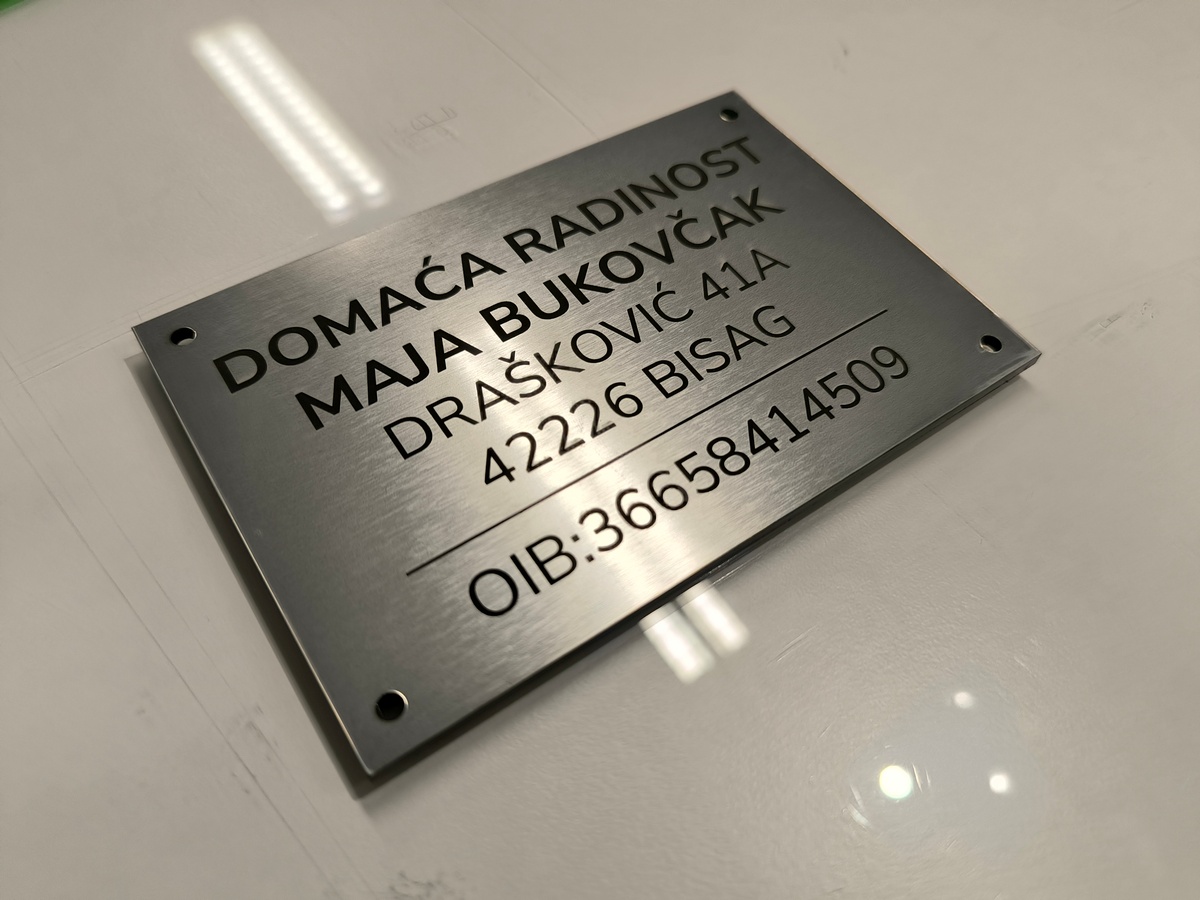 DOMAĆA RADINOST
MAJA BUKOVČAK
DRAŠKOVIĆ 41A
42226 BISAG
OIB:36658414509